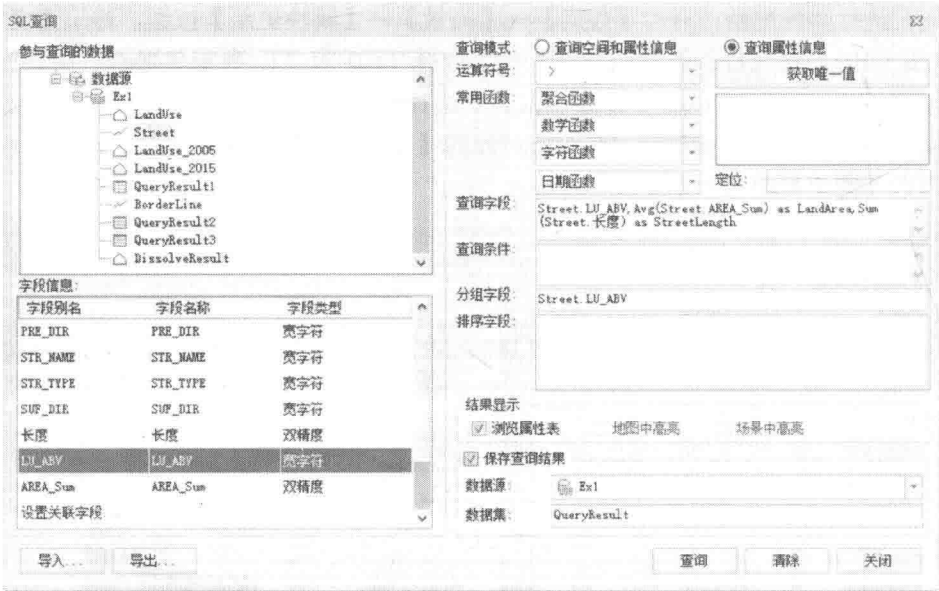 SQL查询
参与查询的数据
数据源
Ex1
LandUse
Street
LandUse_2005
LandUse_2015
QueryResult1
BorderLine
QueryResult2
QueryResult3
DissolveResult
字段信息:
字段别名 字段名称 字段类型
PRE_DIR PRE_DIR 宽字符
STR_NAME STR_NAME 宽字符
STR_TYPE STR_TYPE 宽字符
SUF_DIR SUF_DIR 宽字符
长度 长度 双精度
LU_ABV LU_ABV 宽字符
AREA_Sum AREA_Sum 双精度
设置关联字段
导入... 导出...
查询模式: 查询空间和属性信息 查询属性信息
运算符号: > 获取唯一值
常用函数: 聚合函数
数学函数
字符函数
日期函数 定位:
查询字段: Street.LU_ABV,Avg(Street.AREA_Sum) as LandArea,Sum
(Street.长度) as StreetLength
查询条件:
分组字段: Street.LU_ABV
排序字段:
结果显示
浏览属性表 地图中高亮 场景中高亮
保存查询结果
数据源: Ex1
数据集: QueryResult
查询 清除 关闭